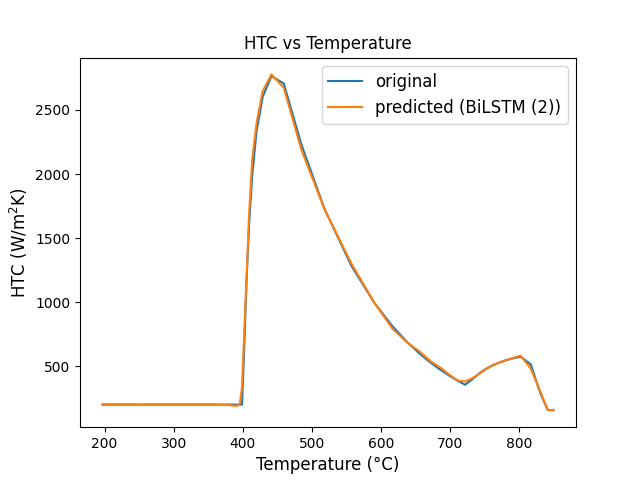 HTC vs Temperature
original
predicted (BiLSTM (2))
HTC (W/m²K)
2500
2000
1500
1000
500
200 300 400 500 600 700 800
Temperature (°C)